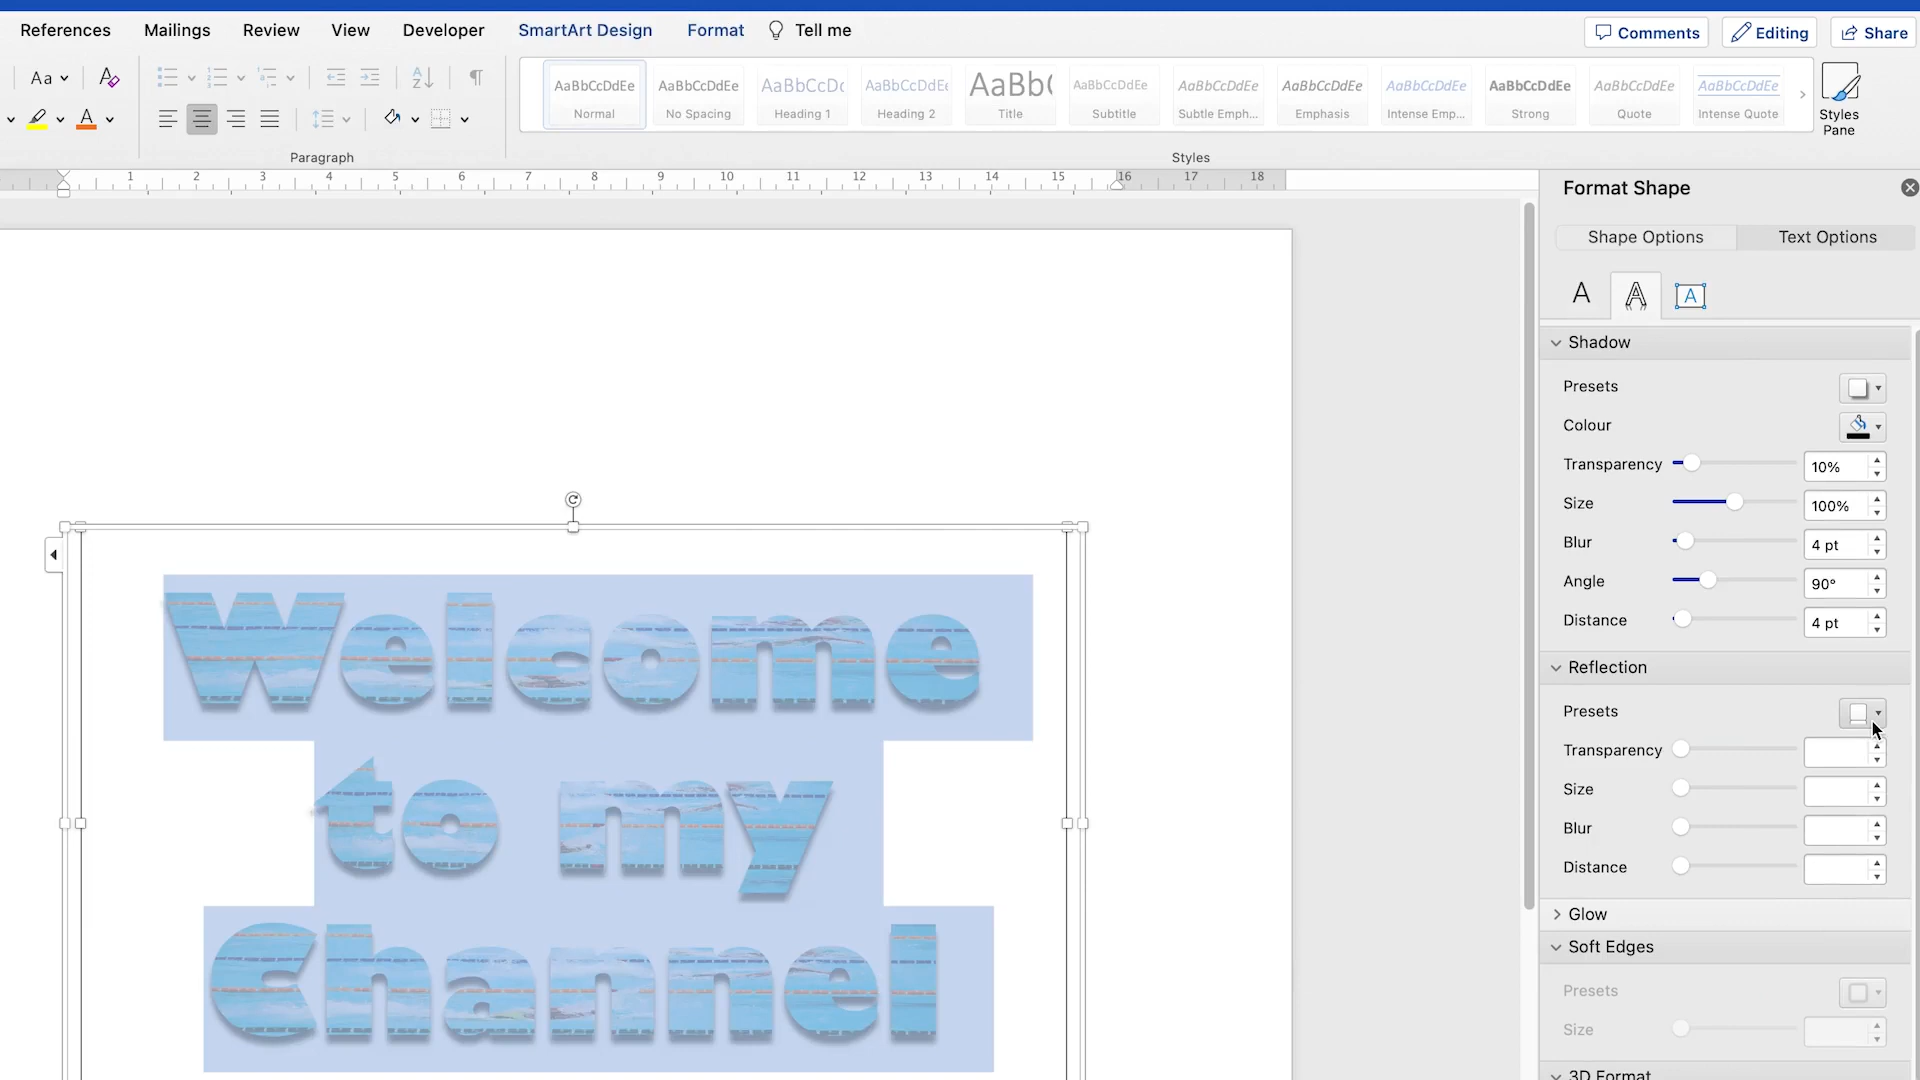 References Mailings Review View Developer SmartArt Design Format Tell me Comments Editing Share
Aa A
AaBbCcDdEe AaBbCcDdEe AaBbCcDc AaBbCcDdEe AaBb( AaBbCcDdEe AaBbCcDdEe AaBbCcDdEe AaBbCcDdEe AaBbCcDdEe AaBbCcDdEe AaBbCcDdEe
Normal No Spacing Heading 1 Heading 2 Title Subtitle Subtle Emph... Emphasis Intense Emp... Strong Quote Intense Quote
Styles
Pane
Paragraph Styles
1 2 3 4 5 6 7 8 9 10 11 12 13 14 15 16 17 18
Format Shape
Shape Options Text Options
A A A
Shadow
Presets
Colour
Transparency 10%
Size 100%
Blur 4 pt
Angle 90°
Distance 4 pt
Reflection
Presets
Transparency
Size
Blur
Distance
Glow
Soft Edges
Presets
Size
3D Format
Welcome
to my
Channel